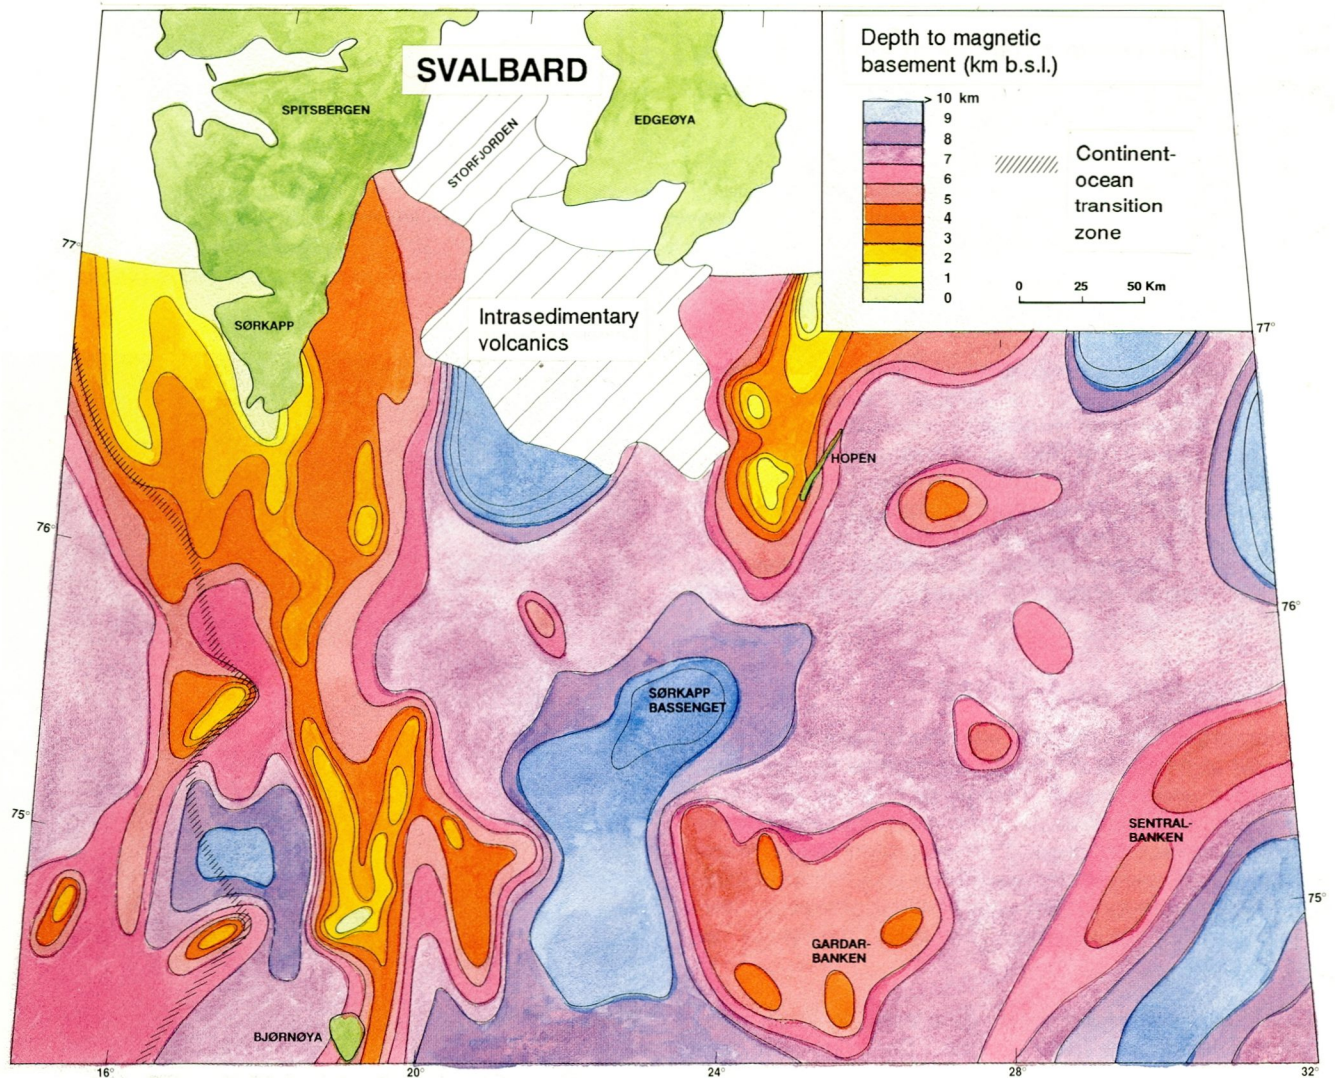 SVALBARD
SPITSBERGEN
STORFJORDEN
EDGEØYA
SØRKAPP
Intrasedimentary
volcanics
HOPEN
SØRKAPP
BASSENGET
SENTRAL-
BANKEN
GARDAR-
BANKEN
BJØRNØYA
Depth to magnetic
basement (km b.s.l.)
> 10 km
9
8
7
6
5
4
3
2
1
0
Continent-
ocean
transition
zone
0 25 50 Km
77°
77°
76°
76°
75°
75°
16° 20 24 28 32°